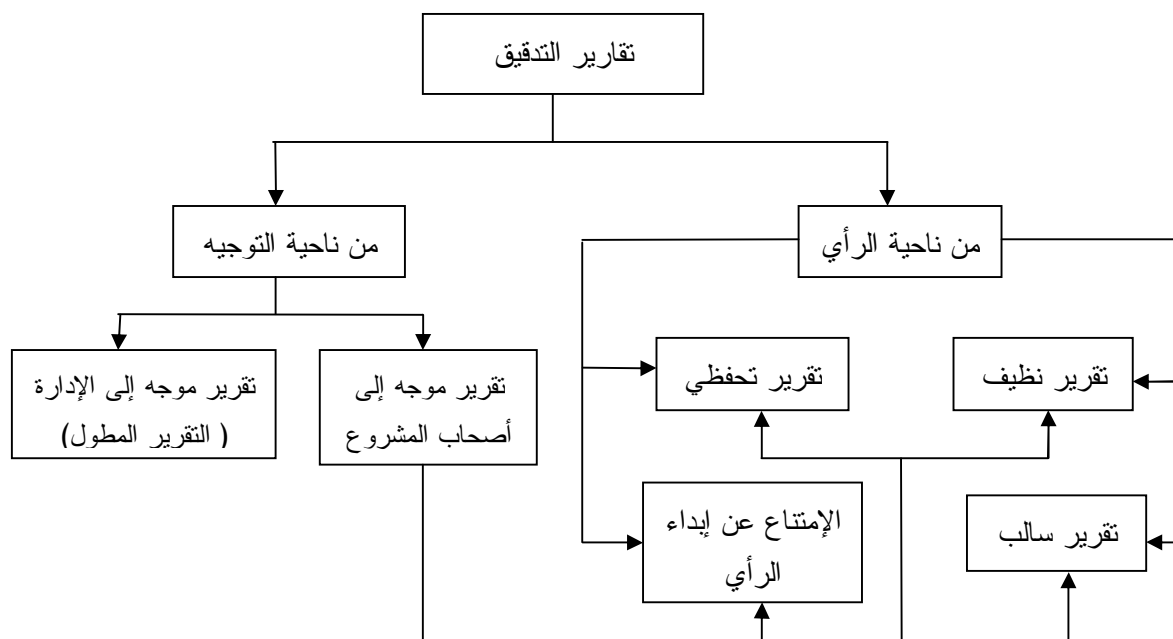 تقارير التدقيق
من ناحية الرأي
من ناحية التوجيه
تقرير نظيف
تقرير تحفظي
تقرير موجه إلى
أصحاب المشروع
تقرير موجه إلى الإدارة
( التقرير المطول)
تقرير سالب
الإمتناع عن إبداء
الرأي